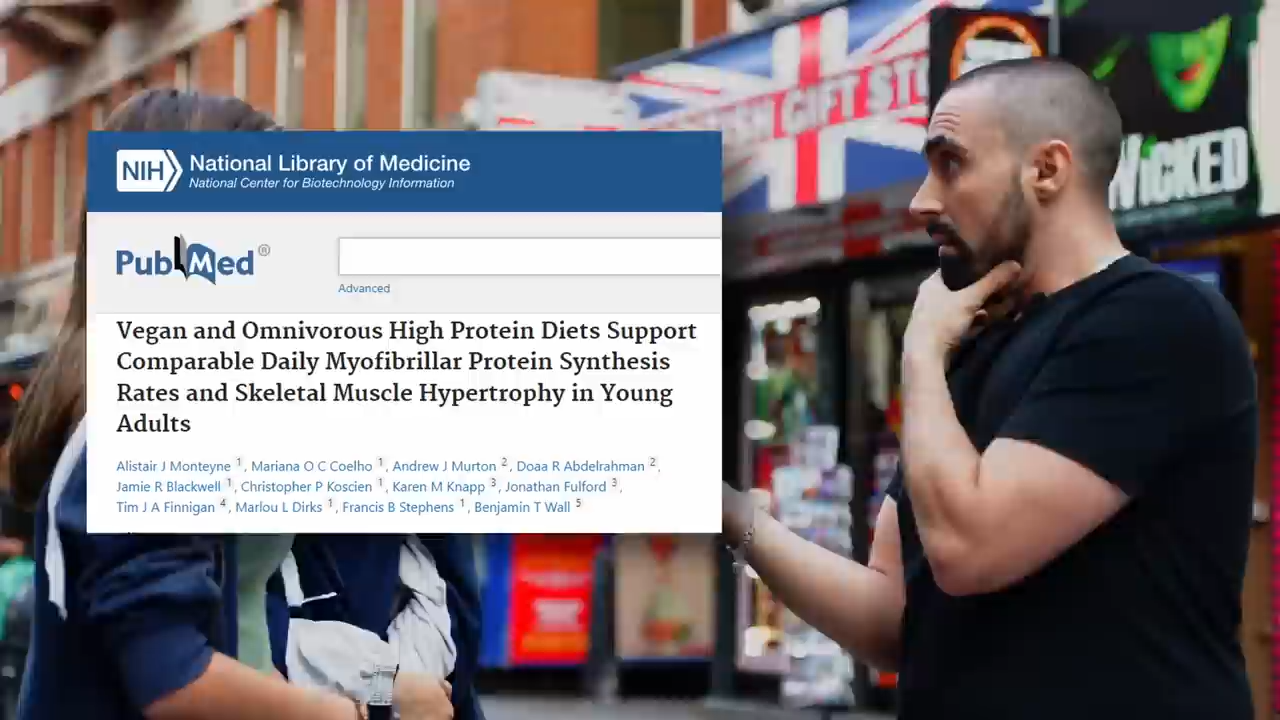 NIH National Library of Medicine
National Center for Biotechnology Information
PubMed®
Advanced
Vegan and Omnivorous High Protein Diets Support
Comparable Daily Myofibrillar Protein Synthesis
Rates and Skeletal Muscle Hypertrophy in Young
Adults
Alistair J Monteyne 1, Mariana O C Coelho 1, Andrew J Murton 2, Doaa R Abdelrahman 2,
Jamie R Blackwell 1, Christopher P Koscien 1, Karen M Knapp 3, Jonathan Fulford 3,
Tim J A Finnigan 4, Marlou L Dirks 1, Francis B Stephens 1, Benjamin T Wall 5
GIFT
WICKED